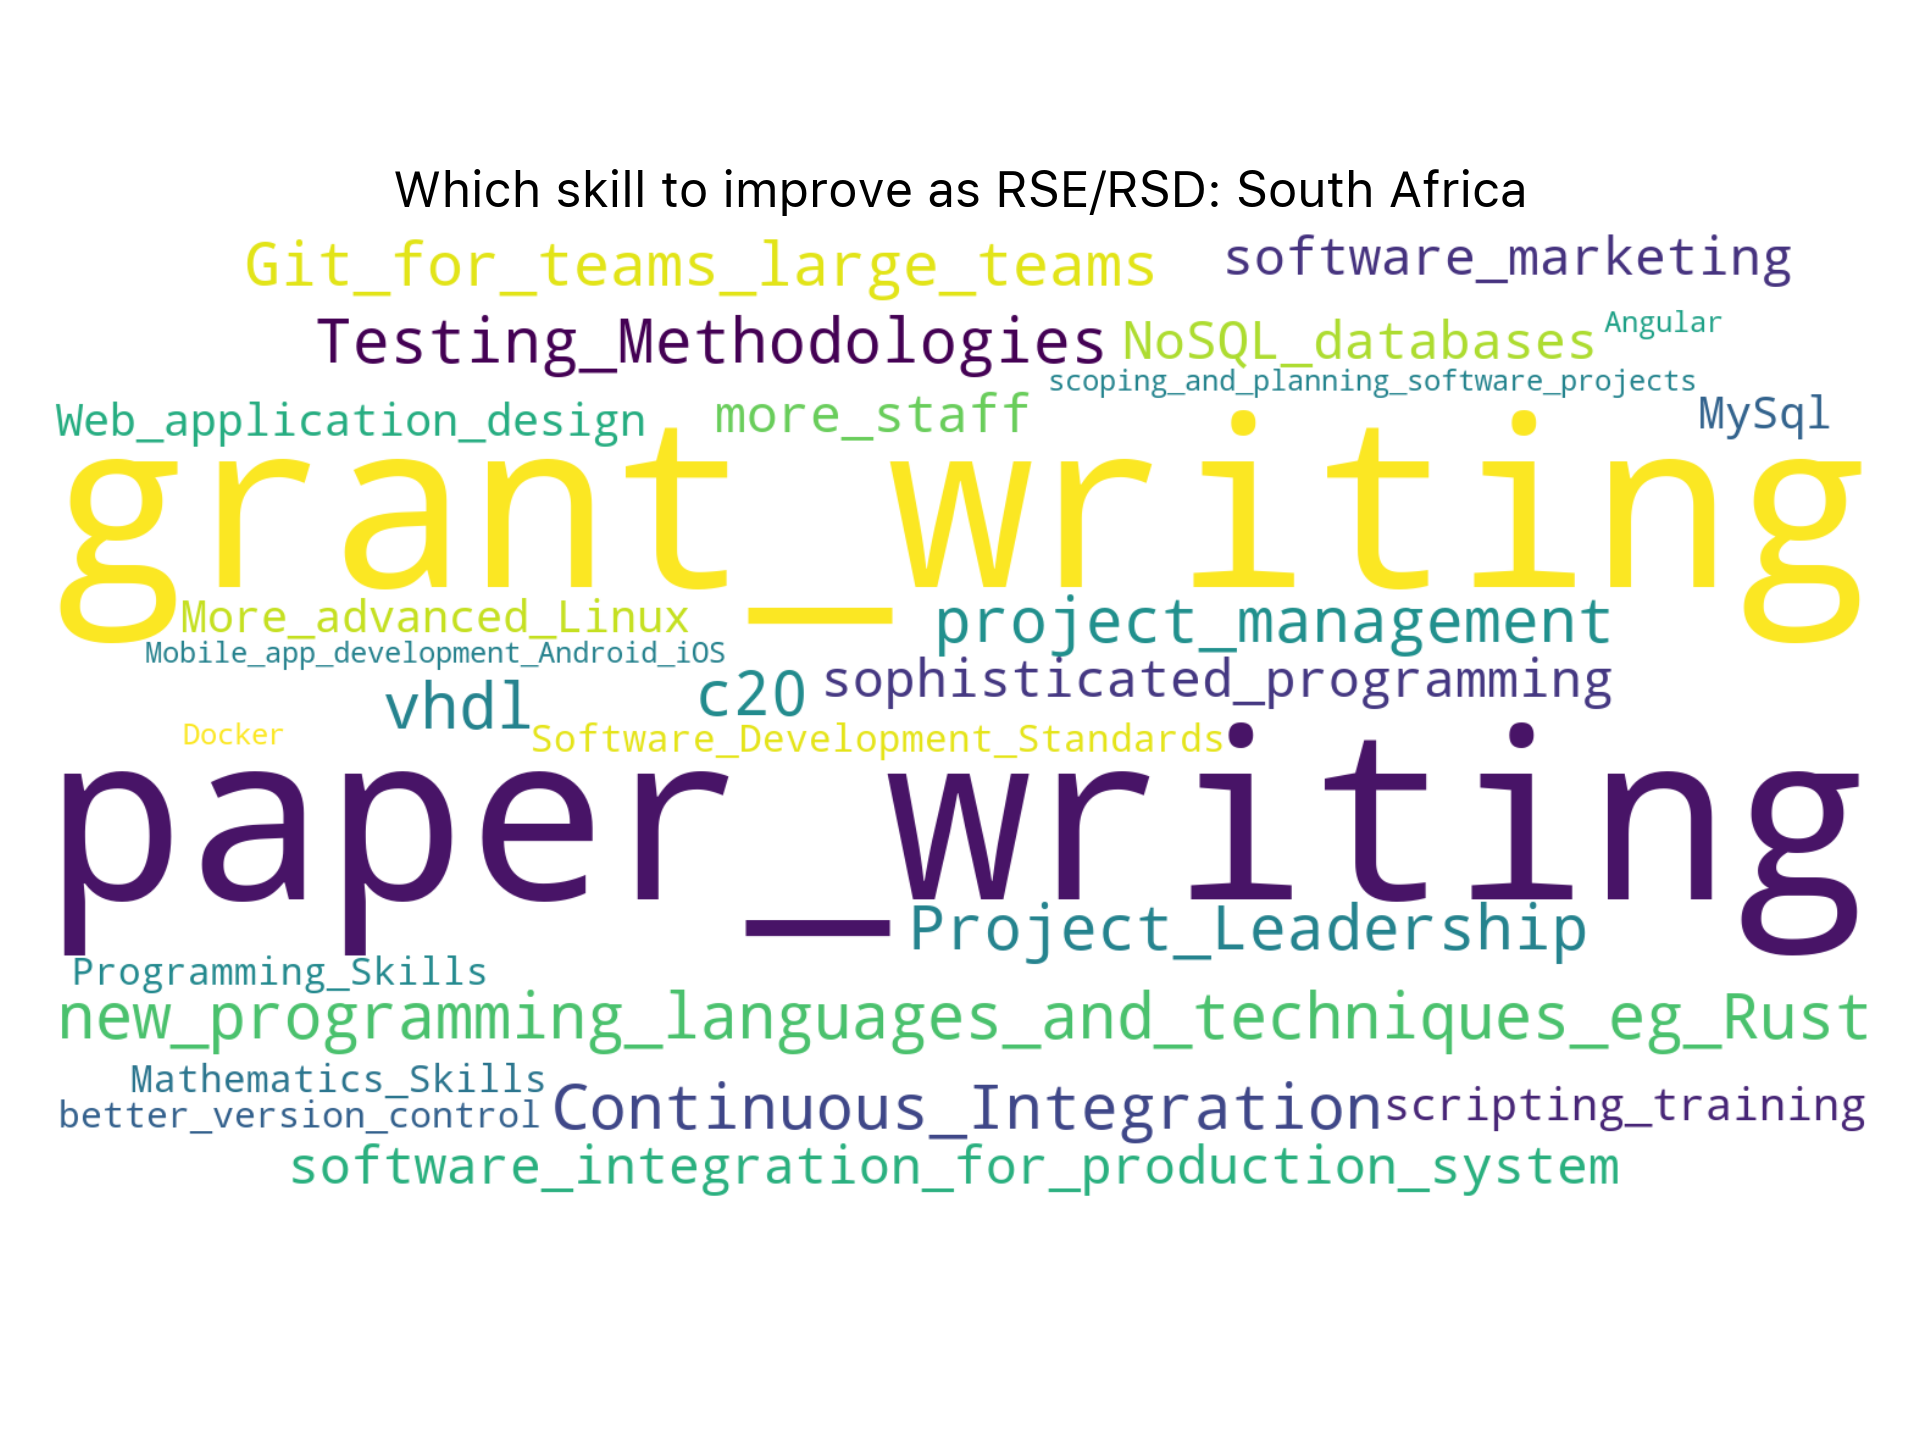 Which skill to improve as RSE/RSD: South Africa
Git_for_teams_large_teams software_marketing
Testing_Methodologies NoSQL_databases Angular
scoping_and_planning_software_projects
Web_application_design more_staff MySql
grant_writing
More_advanced_Linux project_management
Mobile_app_development_Android_iOS
vhdl c20 sophisticated_programming
Docker Software_Development_Standards
paper_writing
Project_Leadership
Programming_Skills
new_programming_languages_and_techniques_eg_Rust
Mathematics_Skills
better_version_control Continuous_Integration scripting_training
software_integration_for_production_system